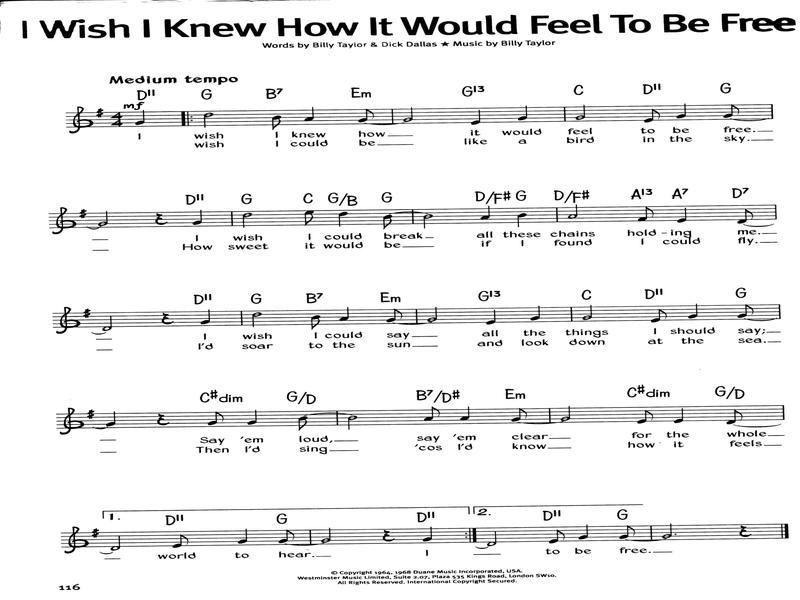 I Wish I Knew How It Would Feel To Be Free
Words by Billy Taylor & Dick Dallas ★ Music by Billy Taylor
Medium tempo
D11 G B7 Em G13 C D11 G
mf
I wish I knew how it would feel to be free.
wish I could be like a bird in the sky.
D11 G C G/B G D/F# G D/F# A13 A7 D7
I wish I could break all these chains hold-ing me.
How sweet it would be if I found I could fly.
D11 G B7 Em G13 C D11 G
I wish I could say all the things I should say;
I'd soar to the sun and look down at the sea.
C#dim G/D B7/D# Em C#dim G/D
Say 'em loud, say 'em clear for the whole
Then I'd sing 'cos I'd know how it feels
1. D11 G D11 2. D11 G
world to hear. I to be free.
© Copyright 1964, 1968 Duane Music Incorporated, USA.
Westminster Music Limited, Suite 2.07, Plaza 535 Kings Road, London SW10.
All Rights Reserved. International Copyright Secured.
116